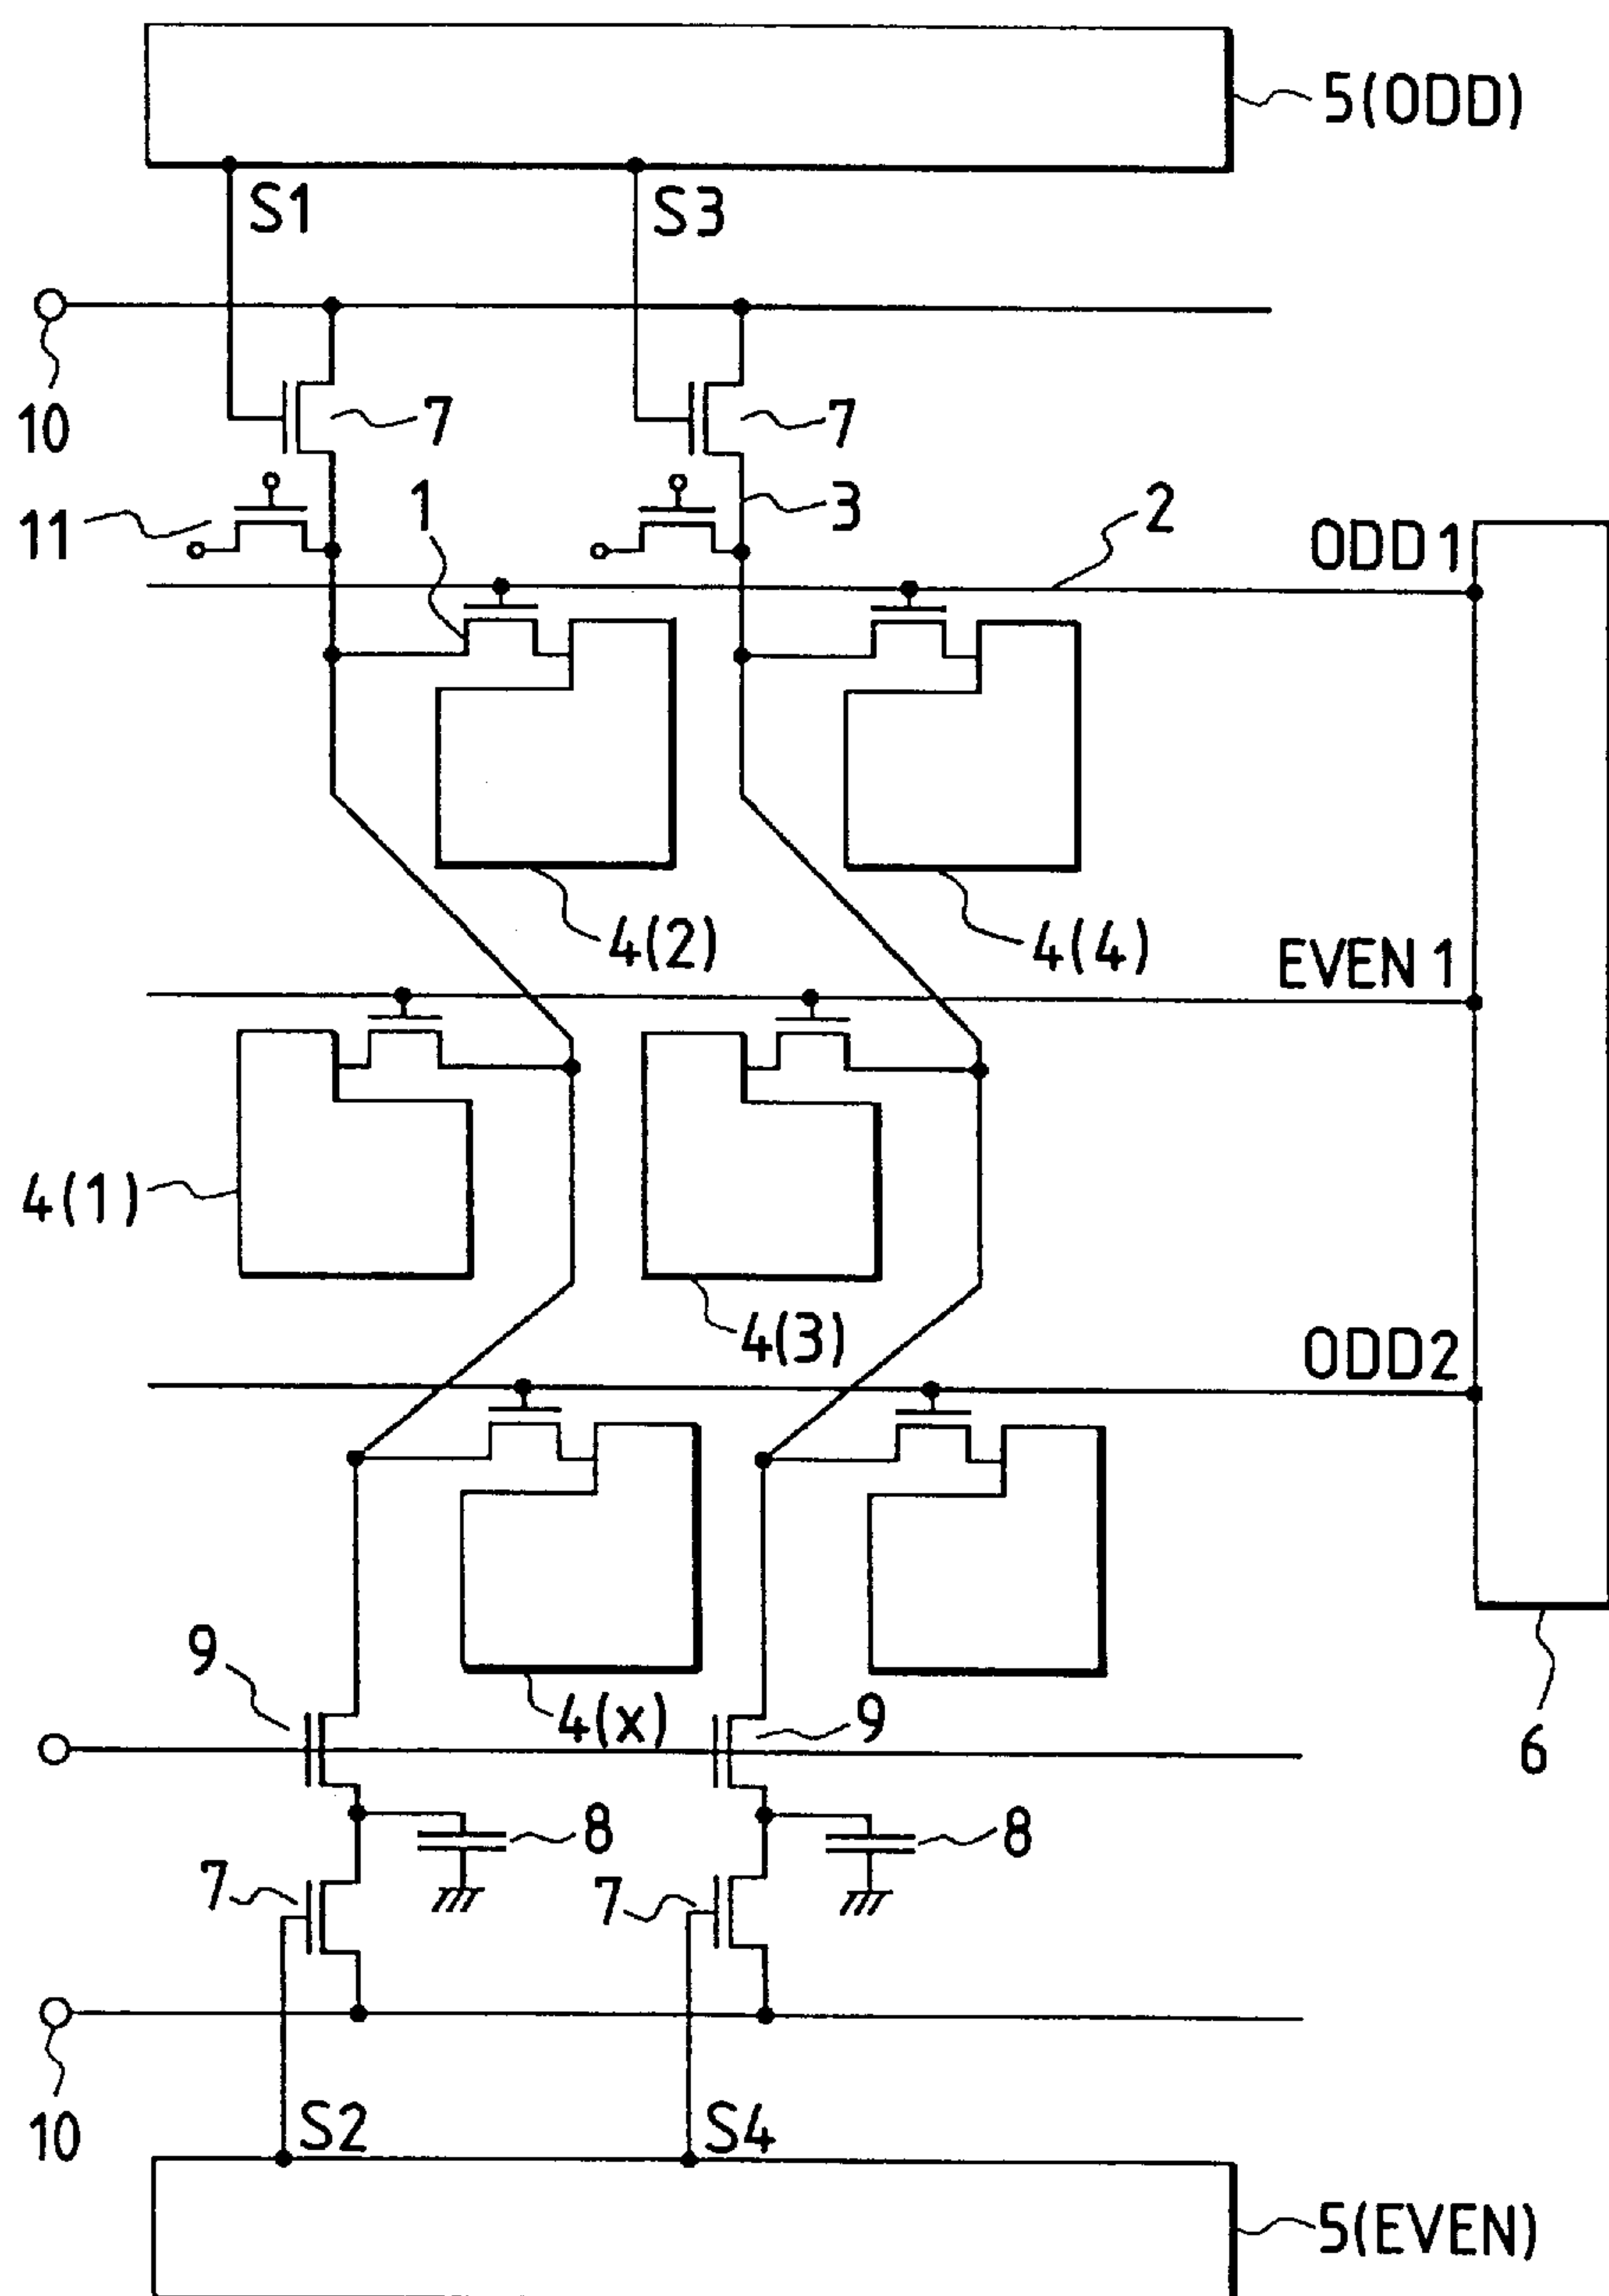 5(ODD)
S1
S3
10
7
7
11
1
3
2
ODD1
4(2)
4(4)
EVEN1
4(1)
4(3)
ODD2
9
4(x)
9
6
8
8
7
7
10
S2
S4
5(EVEN)